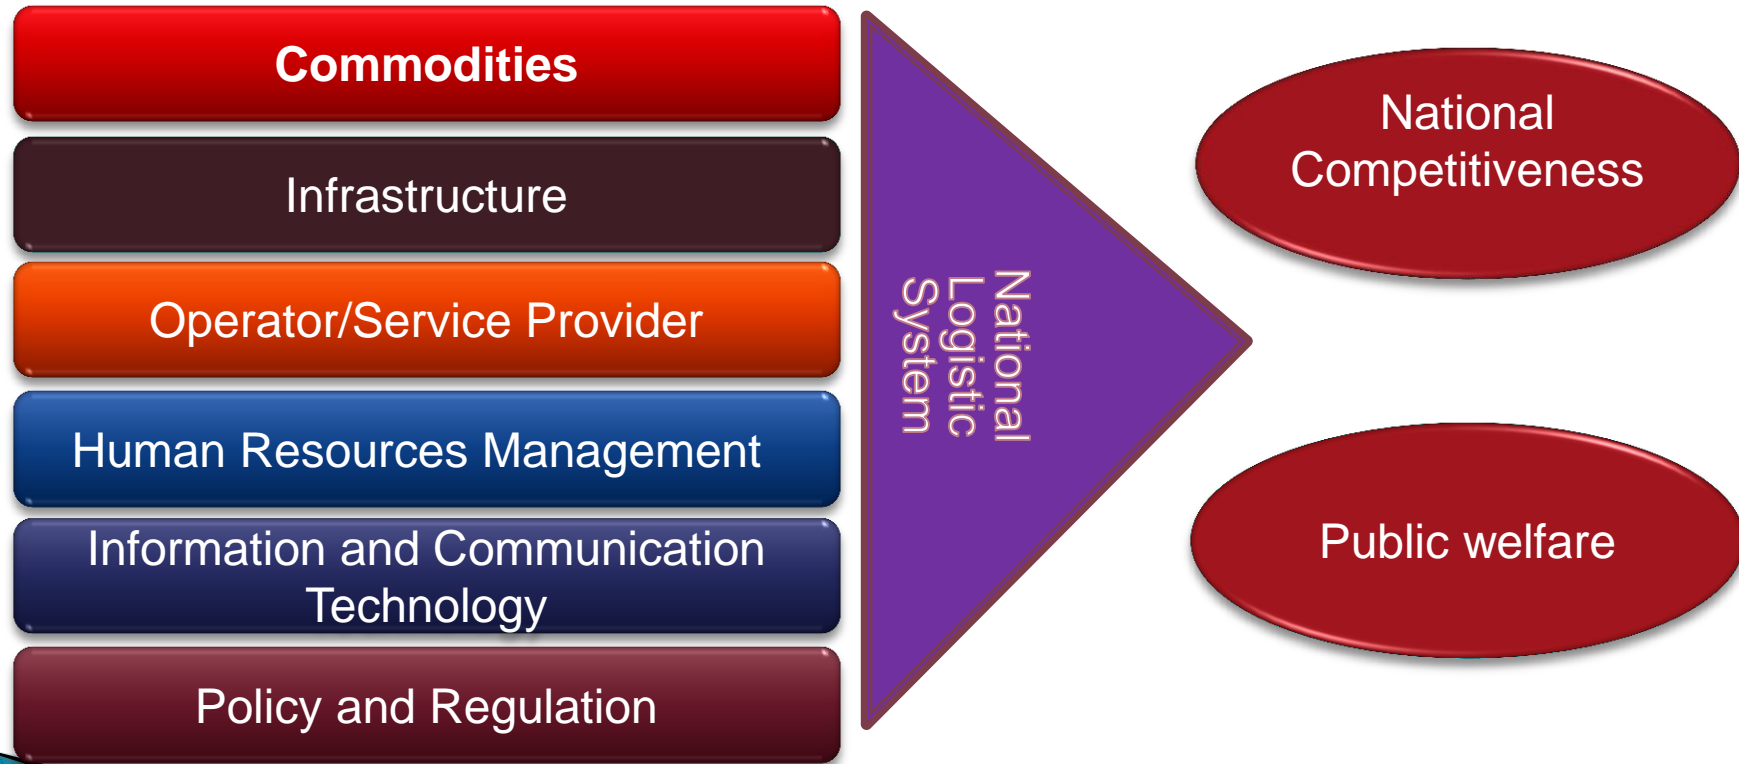 Commodities
Infrastructure
Operator/Service Provider
Human Resources Management
Information and Communication
Technology
Policy and Regulation
National
Logistic
System
National
Competitiveness
Public welfare